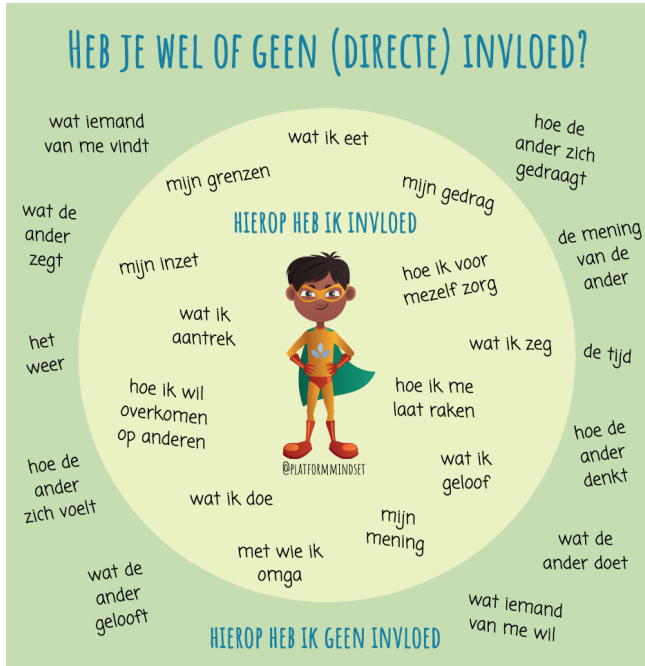 HEB JE WEL OF GEEN (DIRECTE) INVLOED?
wat iemand
van me vindt
wat ik eet
hoe de
ander zich
gedraagt
mijn grenzen
mijn gedrag
wat de
ander
zegt
HIEROP HEB IK INVLOED
de mening
van de
ander
mijn inzet
hoe ik voor
mezelf zorg
wat ik
aantrek
het
weer
wat ik zeg
de tijd
hoe ik wil
overkomen
op anderen
hoe ik me
laat raken
hoe de
ander
denkt
hoe de
ander
zich voelt
@PLATFORMMINDSET
wat ik
geloof
wat ik doe
mijn
mening
wat de
ander doet
met wie ik
omga
wat de
ander
gelooft
wat iemand
van me wil
HIEROP HEB IK GEEN INVLOED